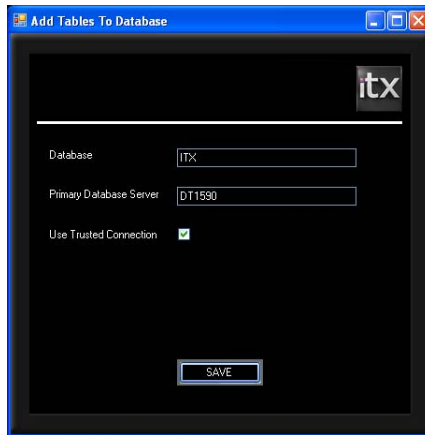 Add Tables To Database
itx
Database ITX
Primary Database Server DT1590
Use Trusted Connection
SAVE